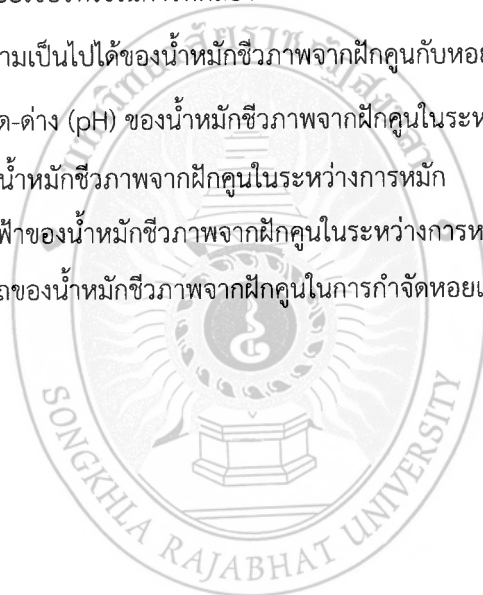 ามเป็นไปได้ของน้ำหมักชีวภาพจากฝักคูนกับหอย
ด-ด่าง (pH) ของน้ำหมักชีวภาพจากฝักคูนในระห
น้ำหมักชีวภาพจากฝักคูนในระหว่างการหมัก
ฟ้าของน้ำหมักชีวภาพจากฝักคูนในระหว่างการห
ถของน้ำหมักชีวภาพจากฝักคูนในการกำจัดหอยเ
SONGKHLA RAJABHAT UNIVERSITY